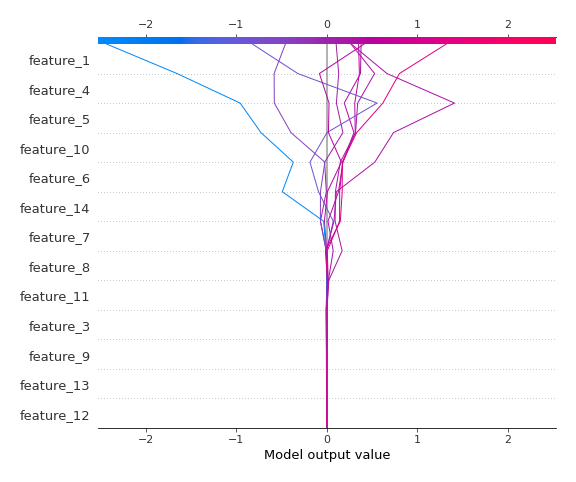 −2 −1 0 1 2
feature_1
feature_4
feature_5
feature_10
feature_6
feature_14
feature_7
feature_8
feature_11
feature_3
feature_9
feature_13
feature_12
−2 −1 0 1 2
Model output value